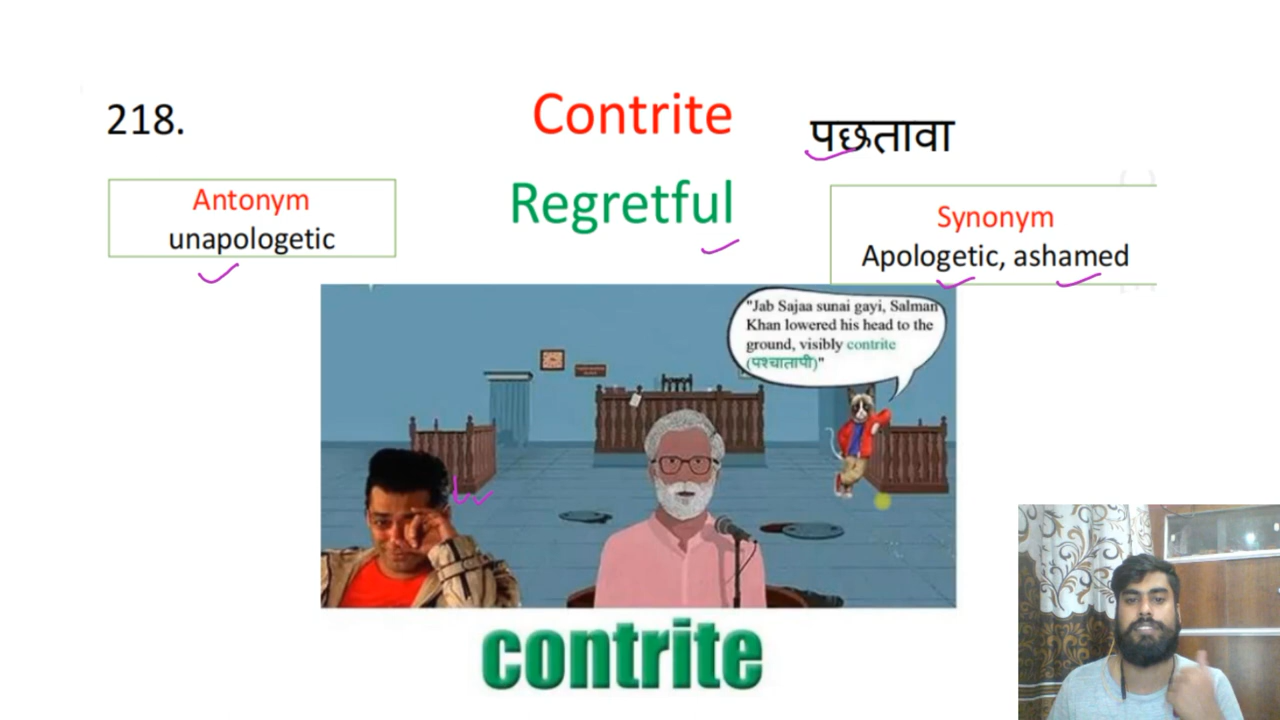 218.
Contrite
पछतावा
Antonym
unapologetic
Regretful
Synonym
Apologetic, ashamed
"Jab Sajaa sunai gayi, Salman
Khan lowered his head to the
ground, visibly contrite
(पश्चातापी)"
contrite